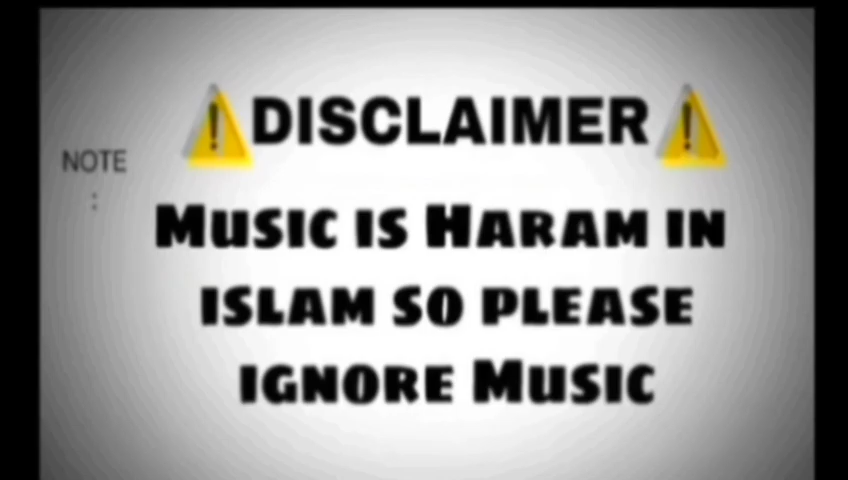 ⚠️DISCLAIMER⚠️
NOTE
:
Music is Haram in
islam so please
ignore Music